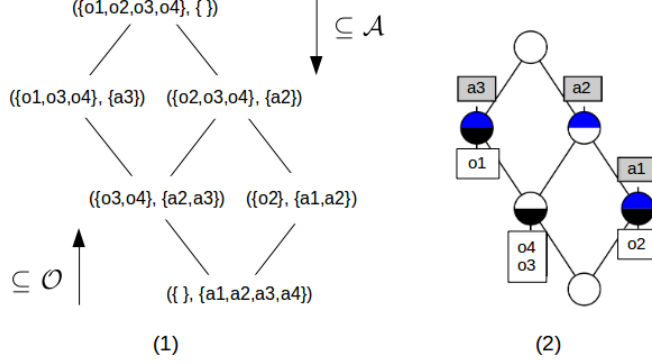 ({o1,o2,o3,o4}, { })
⊆ 𝒜
({o1,o3,o4}, {a3})
({o2,o3,o4}, {a2})
({o3,o4}, {a2,a3})
({o2}, {a1,a2})
⊆ 𝒪
({ }, {a1,a2,a3,a4})
(1)
a3
a2
o1
a1
o4
o3
o2
(2)